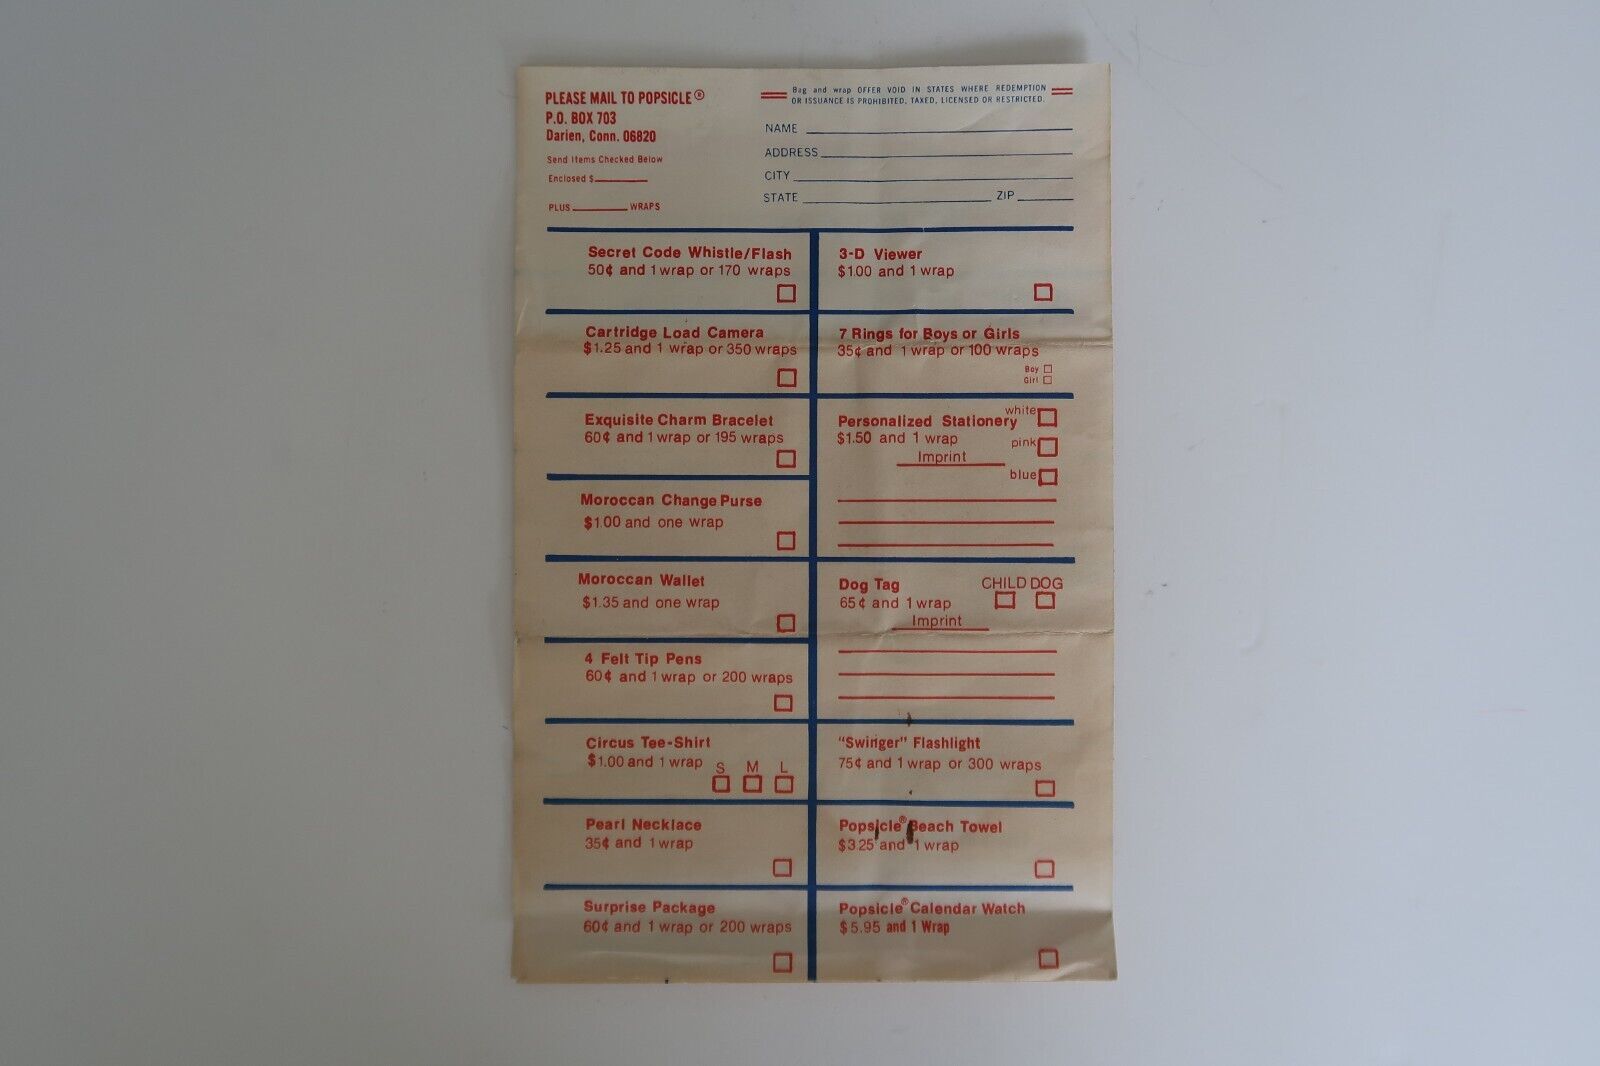 PLEASE MAIL TO POPSICLE®
P.O. BOX 703
Darien, Conn. 06820
Send Items Checked Below
Enclosed $
PLUS WRAPS
Bag and wrap OFFER VOID IN STATES WHERE REDEMPTION
OR ISSUANCE IS PROHIBITED, TAXED, LICENSED OR RESTRICTED.
NAME
ADDRESS
CITY
STATE ZIP
Secret Code Whistle/Flash
50¢ and 1 wrap or 170 wraps
Cartridge Load Camera
$1.25 and 1 wrap or 350 wraps
Exquisite Charm Bracelet
60¢ and 1 wrap or 195 wraps
Moroccan Change Purse
$1.00 and one wrap
Moroccan Wallet
$1.35 and one wrap
4 Felt Tip Pens
60¢ and 1 wrap or 200 wraps
Circus Tee-Shirt
$1.00 and 1 wrap
S M L
Pearl Necklace
35¢ and 1 wrap
Surprise Package
60¢ and 1 wrap or 200 wraps
3-D Viewer
$1.00 and 1 wrap
7 Rings for Boys or Girls
35¢ and 1 wrap or 100 wraps
Boy
Girl
Personalized Stationery
$1.50 and 1 wrap
Imprint
white
pink
blue
Dog Tag
65¢ and 1 wrap
Imprint
CHILD DOG
"Swinger" Flashlight
75¢ and 1 wrap or 300 wraps
Popsicle® Beach Towel
$3.25 and 1 wrap
Popsicle® Calendar Watch
$5.95 and 1 Wrap